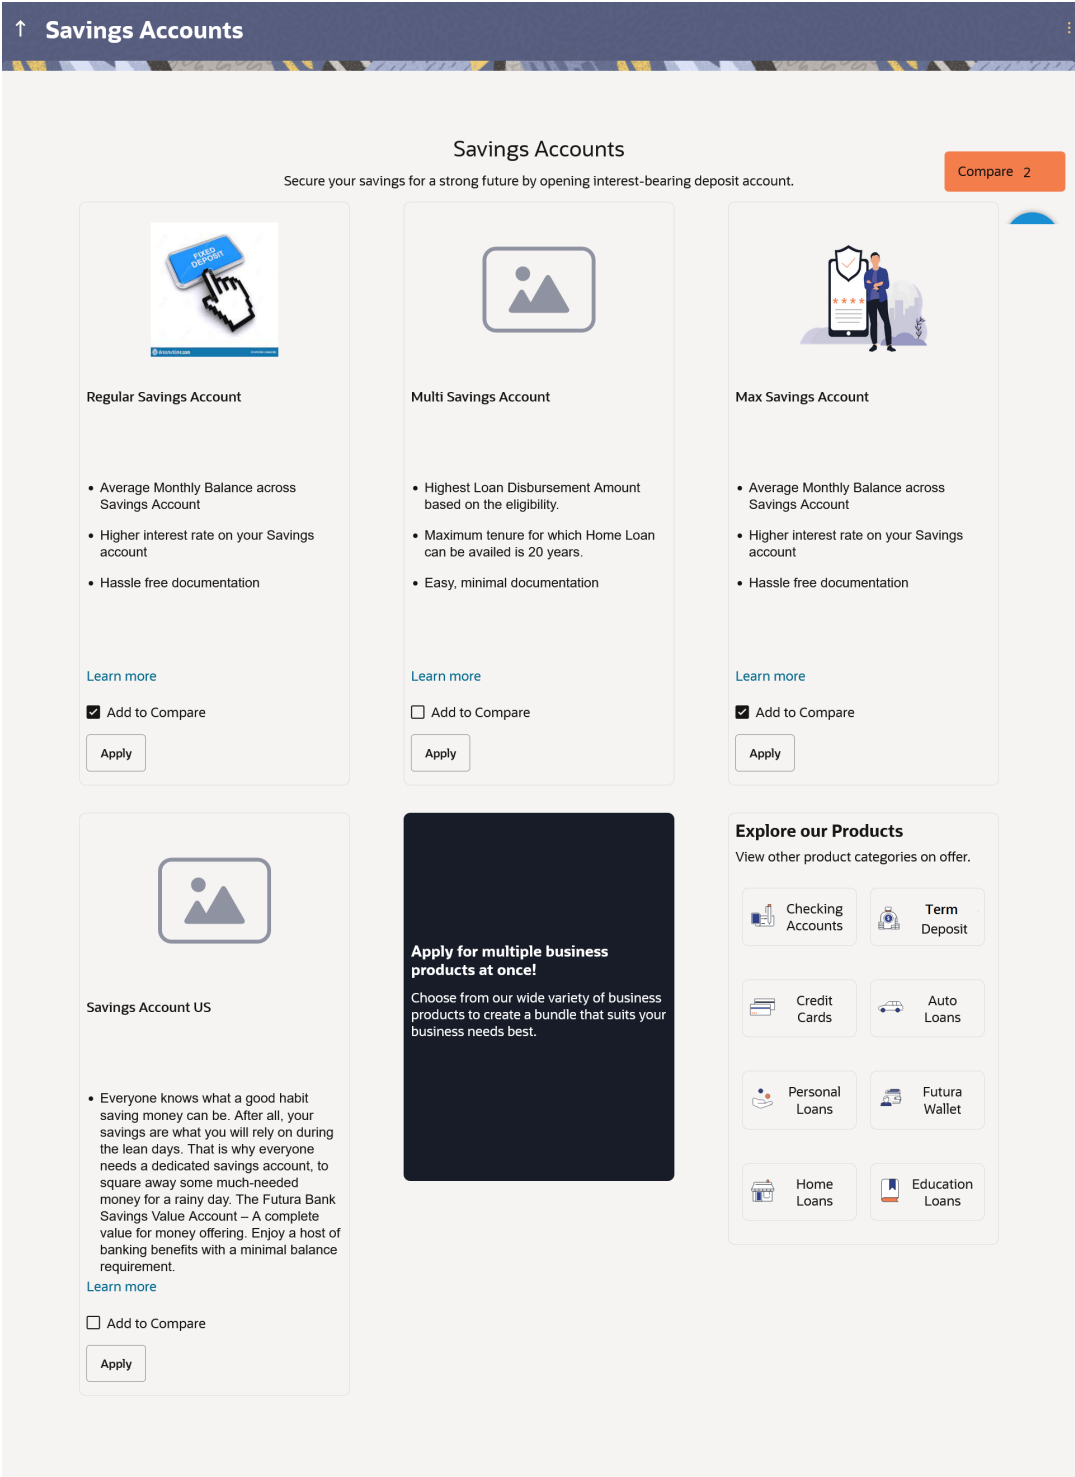 Savings Accounts
Savings Accounts
Secure your savings for a strong future by opening interest-bearing deposit account.
Compare 2
FIXED
DEPOSIT
Regular Savings Account
Average Monthly Balance across
Savings Account
Higher interest rate on your Savings
account
Hassle free documentation
Learn more
Add to Compare
Apply
Multi Savings Account
Highest Loan Disbursement Amount
based on the eligibility.
Maximum tenure for which Home Loan
can be availed is 20 years.
Easy, minimal documentation
Learn more
Add to Compare
Apply
****
Max Savings Account
Average Monthly Balance across
Savings Account
Higher interest rate on your Savings
account
Hassle free documentation
Learn more
Add to Compare
Apply
Savings Account US
Everyone knows what a good habit
saving money can be. After all, your
savings are what you will rely on during
the lean days. That is why everyone
needs a dedicated savings account, to
square away some much-needed
money for a rainy day. The Futura Bank
Savings Value Account – A complete
value for money offering. Enjoy a host of
banking benefits with a minimal balance
requirement.
Learn more
Add to Compare
Apply
Apply for multiple business
products at once!
Choose from our wide variety of business
products to create a bundle that suits your
business needs best.
Explore our Products
View other product categories on offer.
Checking
Accounts
Term
Deposit
Credit
Cards
Auto
Loans
Personal
Loans
Futura
Wallet
Home
Loans
Education
Loans